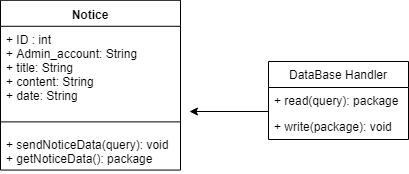 Notice
+ ID : int
+ Admin_account: String
+ title: String
+ content: String
+ date: String
+ sendNoticeData(query): void
+ getNoticeData(): package
DataBase Handler
+ read(query): package
+ write(package): void